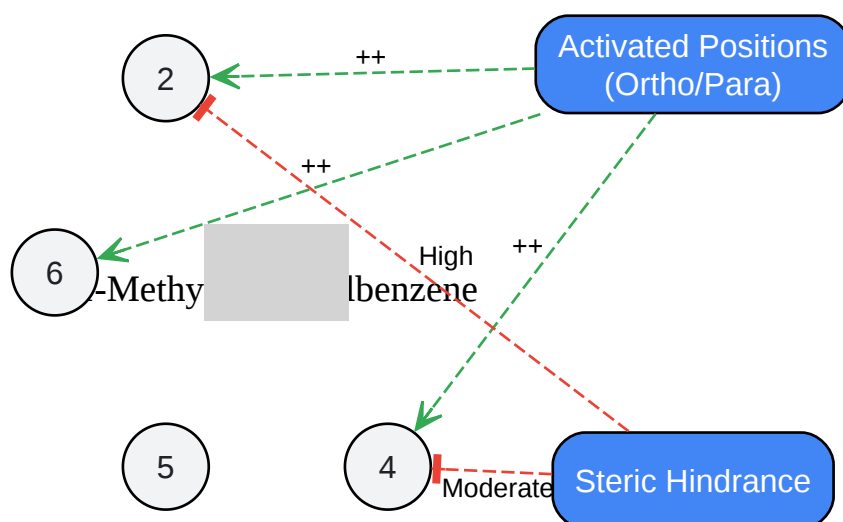 2
++
Activated Positions
(Ortho/Para)
++
High
++
6
-Methy
lbenzene
5
4
Moderate
Steric Hindrance